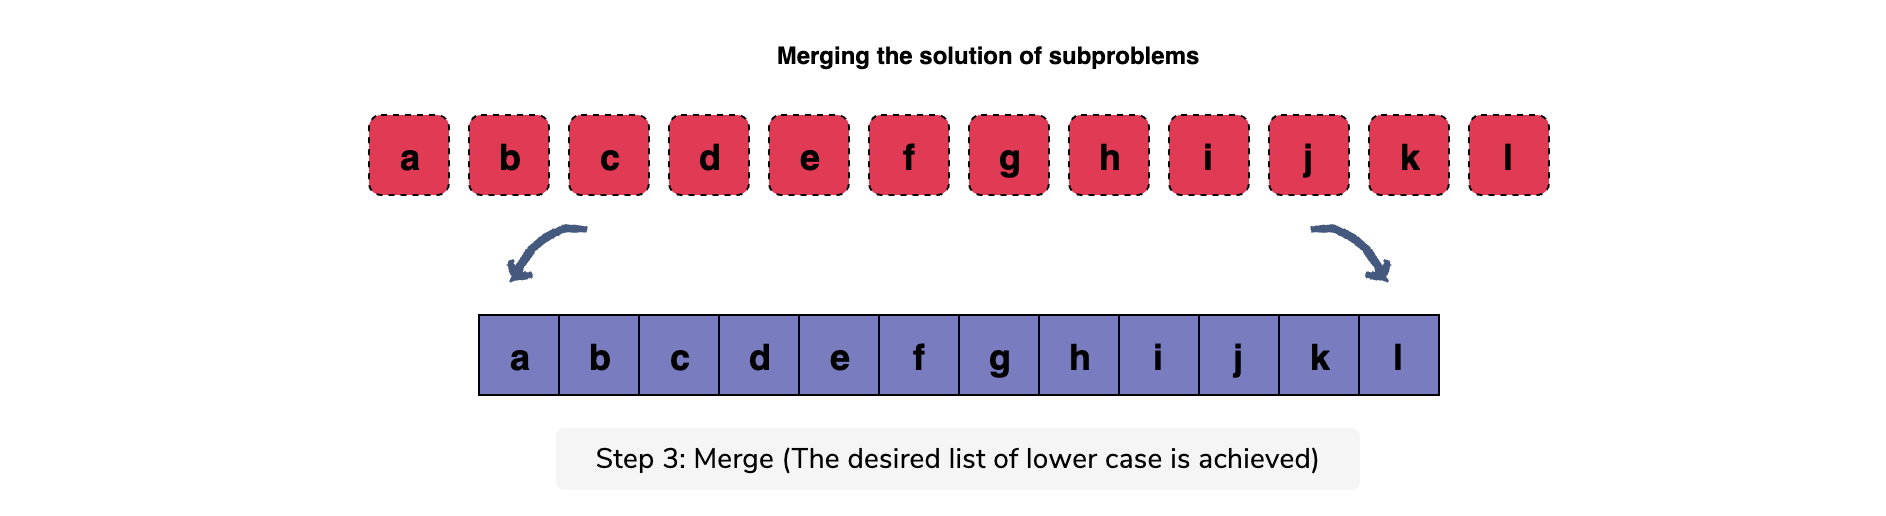 Merging the solution of subproblems
a b c d e f g h i j k l
a b c d e f g h i j k l
Step 3: Merge (The desired list of lower case is achieved)